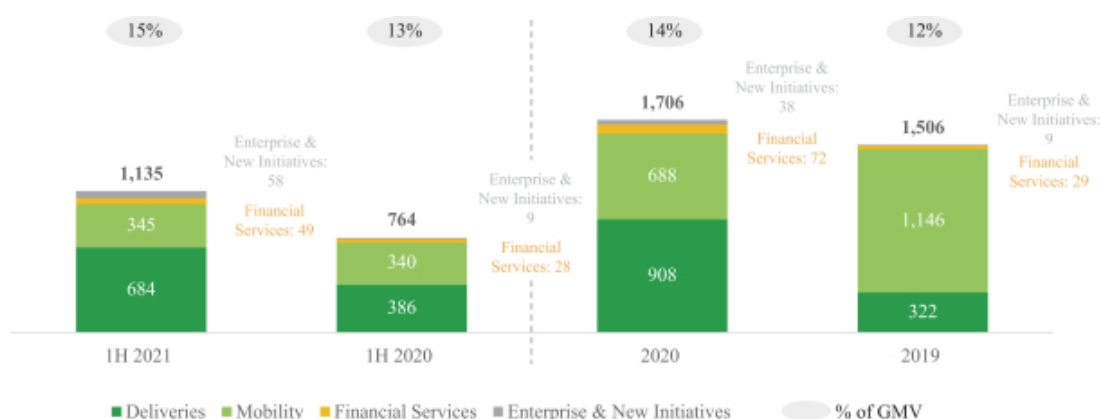 15%
13%
14%
12%
Enterprise &
New Initiatives:
58
1,135
Financial
Services: 49
345
684
Enterprise &
New Initiatives:
9
764
Financial
Services: 28
340
386
Enterprise &
New Initiatives:
38
1,706
Financial
Services: 72
688
908
Enterprise &
New Initiatives:
9
1,506
Financial
Services: 29
1,146
322
1H 2021
1H 2020
2020
2019
Deliveries Mobility Financial Services Enterprise & New Initiatives % of GMV